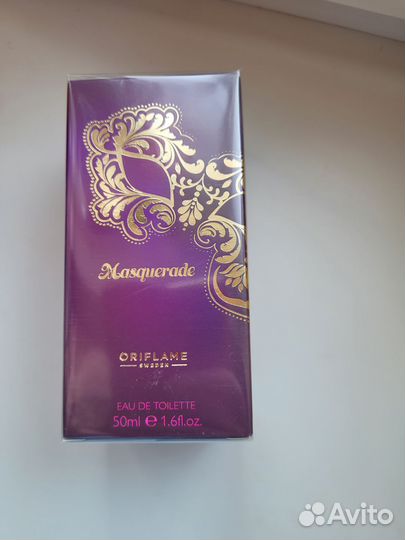 Masquerade
ORIFLAME
SWEDEN
EAU DE TOILETTE
50ml e 1.6fl.oz.
Avito